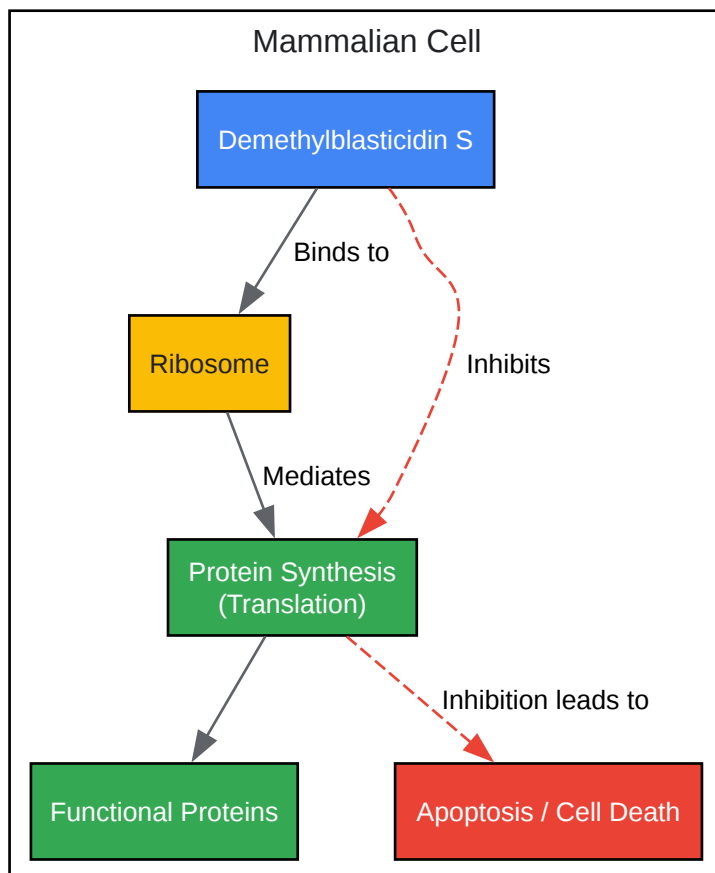 Mammalian Cell
Demethylblasticidin S
Binds to
Ribosome
Inhibits
Mediates
Protein Synthesis
(Translation)
Inhibition leads to
Functional Proteins
Apoptosis / Cell Death